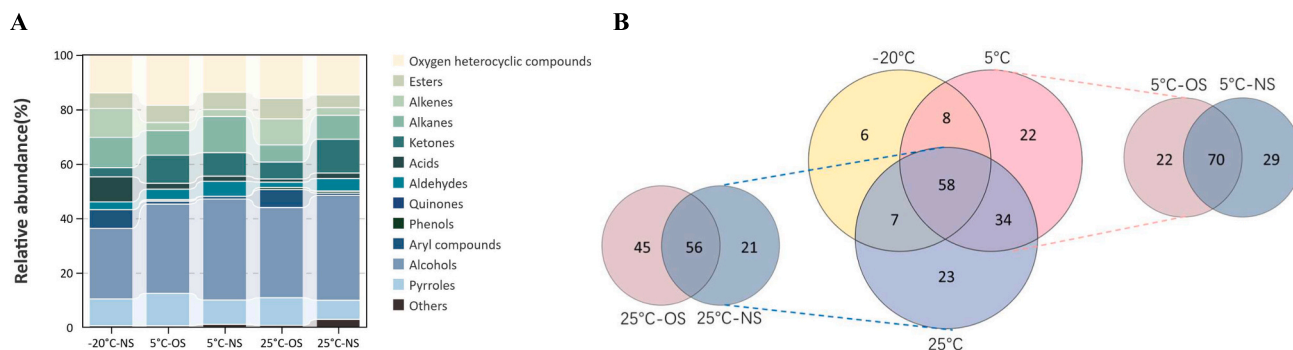 A
Relative abundance(%)
100
80
60
40
20
0
-20°C-NS 5°C-OS 5°C-NS 25°C-OS 25°C-NS
Oxygen heterocyclic compounds
Esters
Alkenes
Alkanes
Ketones
Acids
Aldehydes
Quinones
Phenols
Aryl compounds
Alcohols
Pyrroles
Others
B
-20°C 5°C
6 8 22
58
7 34
23
25°C
5°C-OS 5°C-NS
22 70 29
45 56 21
25°C-OS 25°C-NS